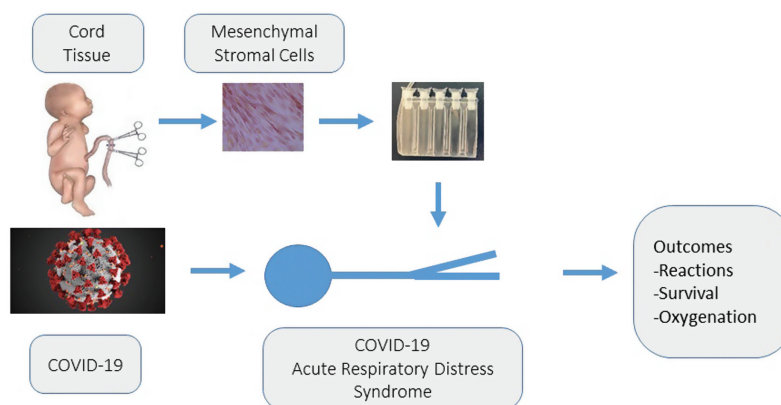 Cord
Tissue
Mesenchymal
Stromal Cells
Outcomes
-Reactions
-Survival
-Oxygenation
COVID-19
COVID-19
Acute Respiratory Distress
Syndrome